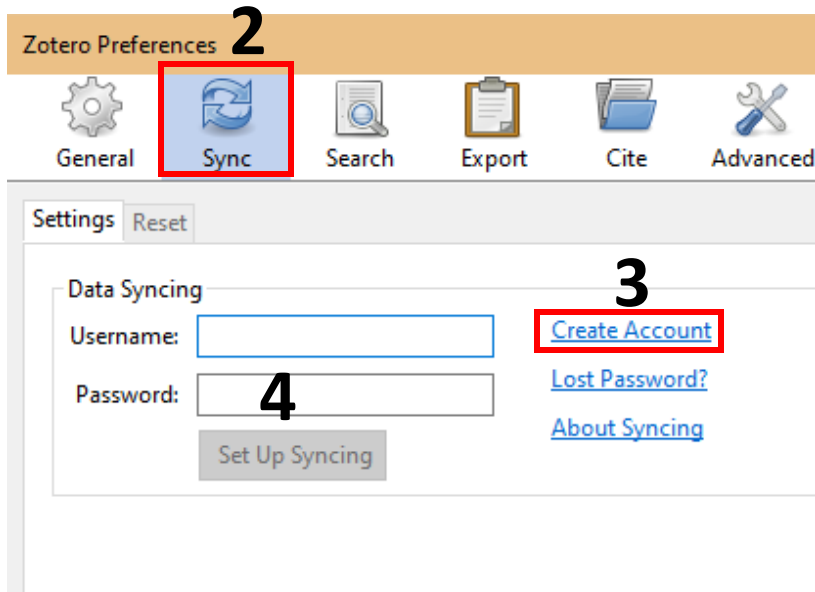 Zotero Preferences 2
General Sync Search Export Cite Advanced
Settings Reset
Data Syncing 3
Username: Create Account
Password: 4 Lost Password?
Set Up Syncing About Syncing